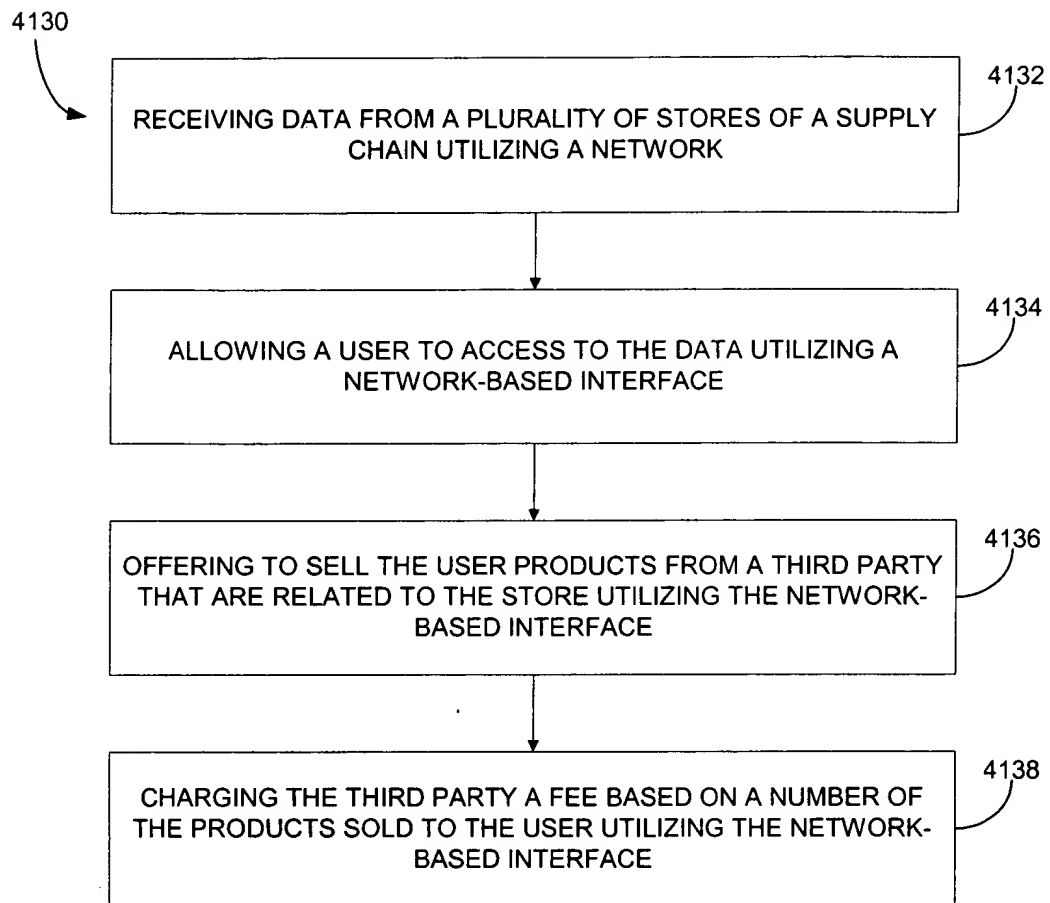 4130
4132
RECEIVING DATA FROM A PLURALITY OF STORES OF A SUPPLY
CHAIN UTILIZING A NETWORK
4134
ALLOWING A USER TO ACCESS TO THE DATA UTILIZING A
NETWORK-BASED INTERFACE
4136
OFFERING TO SELL THE USER PRODUCTS FROM A THIRD PARTY
THAT ARE RELATED TO THE STORE UTILIZING THE NETWORK-
BASED INTERFACE
4138
CHARGING THE THIRD PARTY A FEE BASED ON A NUMBER OF
THE PRODUCTS SOLD TO THE USER UTILIZING THE NETWORK-
BASED INTERFACE